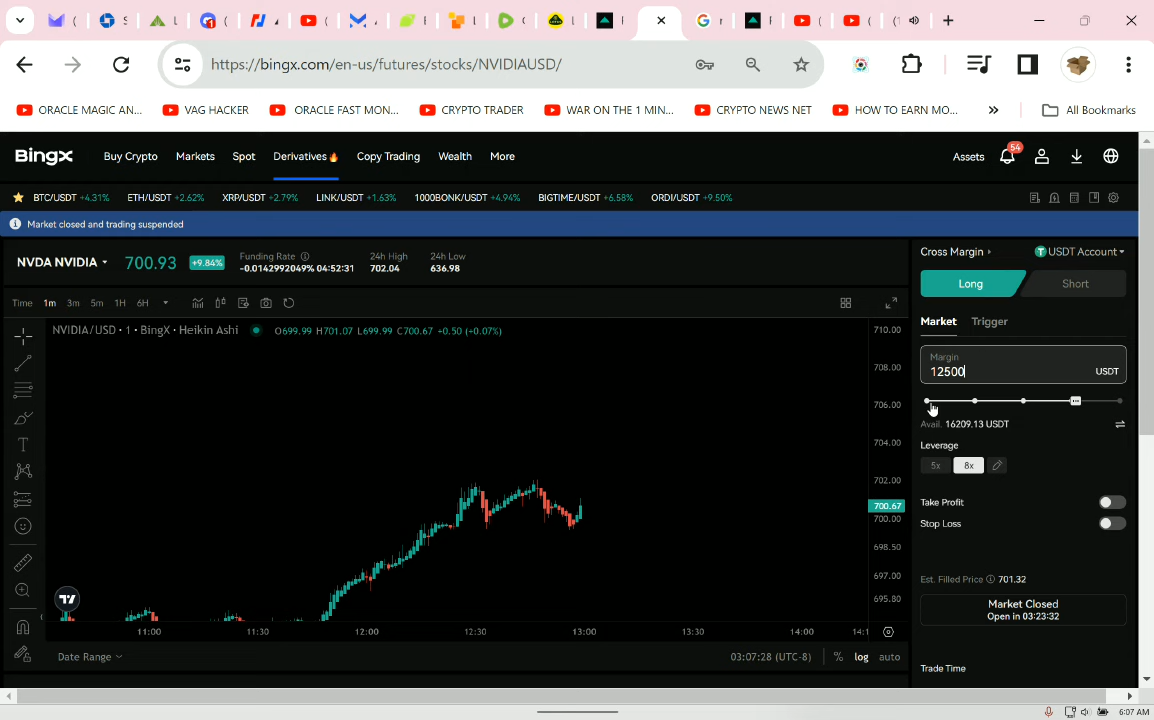 https://bingx.com/en-us/futures/stocks/NVIDIAUSD/
ORACLE MAGIC AN... VAG HACKER ORACLE FAST MON... CRYPTO TRADER WAR ON THE 1 MIN... CRYPTO NEWS NET HOW TO EARN MO... » All Bookmarks
BingX Buy Crypto Markets Spot Derivatives Copy Trading Wealth More Assets 54
BTC/USDT +4.31% ETH/USDT +2.62% XRP/USDT +2.79% LINK/USDT +1.63% 1000BONK/USDT +4.94% BIGTIME/USDT +6.58% ORDI/USDT +9.50%
Market closed and trading suspended
NVDA NVIDIA 700.93 +9.84%
Funding Rate 24h High 24h Low
-0.0142992049% 04:52:31 702.04 636.98
Time 1m 3m 5m 1H 6H
NVIDIA/USD • 1 • BingX • Heikin Ashi O699.99 H701.07 L699.99 C700.67 +0.50 (+0.07%)
710.00
708.00
706.00
704.00
702.00
700.67
700.00
698.50
697.00
695.80
11:00 11:30 12:00 12:30 13:00 13:30 14:00 14:1
Date Range 03:07:28 (UTC-8) % log auto
Cross Margin USDT Account
Long Short
Market Trigger
Margin
12500 USDT
Avail. 16209.13 USDT
Leverage
5x 8x
Take Profit
Stop Loss
Est. Filled Price 701.32
Market Closed
Open in 03:23:32
Trade Time
6:07 AM